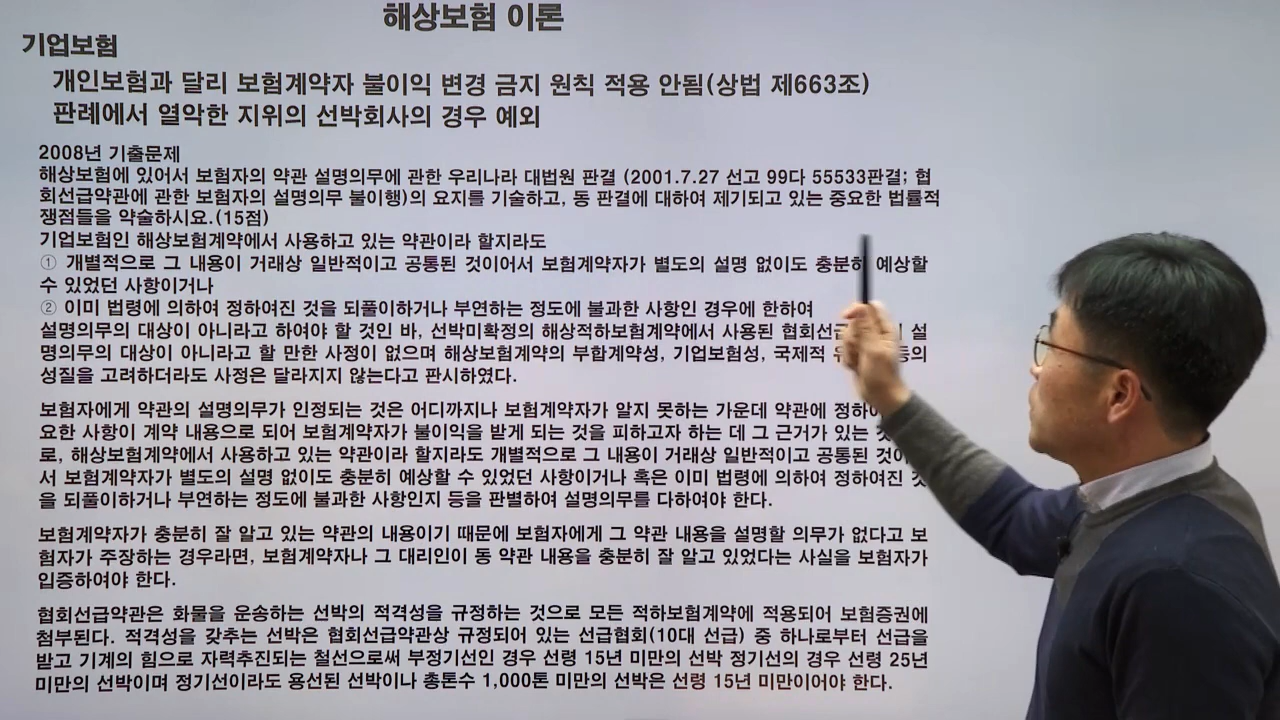 해상보험 이론
기업보험
개인보험과 달리 보험계약자 불이익 변경 금지 원칙 적용 안됨(상법 제663조)
판례에서 열악한 지위의 선박회사의 경우 예외
2008년 기출문제
해상보험에 있어서 보험자의 약관 설명의무에 관한 우리나라 대법원 판결 (2001.7.27 선고 99다 55533판결; 협
회선급약관에 관한 보험자의 설명의무 불이행)의 요지를 기술하고, 동 판결에 대하여 제기되고 있는 중요한 법률적
쟁점들을 약술하시요.(15점)
기업보험인 해상보험계약에서 사용하고 있는 약관이라 할지라도
① 개별적으로 그 내용이 거래상 일반적이고 공통된 것이어서 보험계약자가 별도의 설명 없이도 충분히 예상할
수 있었던 사항이거나
② 이미 법령에 의하여 정하여진 것을 되풀이하거나 부연하는 정도에 불과한 사항인 경우에 한하여
설명의무의 대상이 아니라고 하여야 할 것인 바, 선박미확정의 해상적하보험계약에서 사용된 협회선급 설
명의무의 대상이 아니라고 할 만한 사정이 없으며 해상보험계약의 부합계약성, 기업보험성, 국제적 등의
성질을 고려하더라도 사정은 달라지지 않는다고 판시하였다.
보험자에게 약관의 설명의무가 인정되는 것은 어디까지나 보험계약자가 알지 못하는 가운데 약관에
요한 사항이 계약 내용으로 되어 보험계약자가 불이익을 받게 되는 것을 피하고자 하는 데 그 근거가 있는
로, 해상보험계약에서 사용하고 있는 약관이라 할지라도 개별적으로 그 내용이 거래상 일반적이고 공통된
서 보험계약자가 별도의 설명 없이도 충분히 예상할 수 있었던 사항이거나 혹은 이미 법령에 의하여 정하여진
을 되풀이하거나 부연하는 정도에 불과한 사항인지 등을 판별하여 설명의무를 다하여야 한다.
보험계약자가 충분히 잘 알고 있는 약관의 내용이기 때문에 보험자에게 그 약관 내용을 설명할 의무가 없다고 보
험자가 주장하는 경우라면, 보험계약자나 그 대리인이 동 약관 내용을 충분히 잘 알고 있었다는 사실을 보험자가
입증하여야 한다.
협회선급약관은 화물을 운송하는 선박의 적격성을 규정하는 것으로 모든 적하보험계약에 적용되어 보험증권에
첨부된다. 적격성을 갖추는 선박은 협회선급약관상 규정되어 있는 선급협회(10대 선급) 중 하나로부터 선급을
받고 기계의 힘으로 자력추진되는 철선으로써 부정기선인 경우 선령 15년 미만의 선박 정기선의 경우 선령 25년
미만의 선박이며 정기선이라도 용선된 선박이나 총톤수 1,000톤 미만의 선박은 선령 15년 미만이어야 한다.